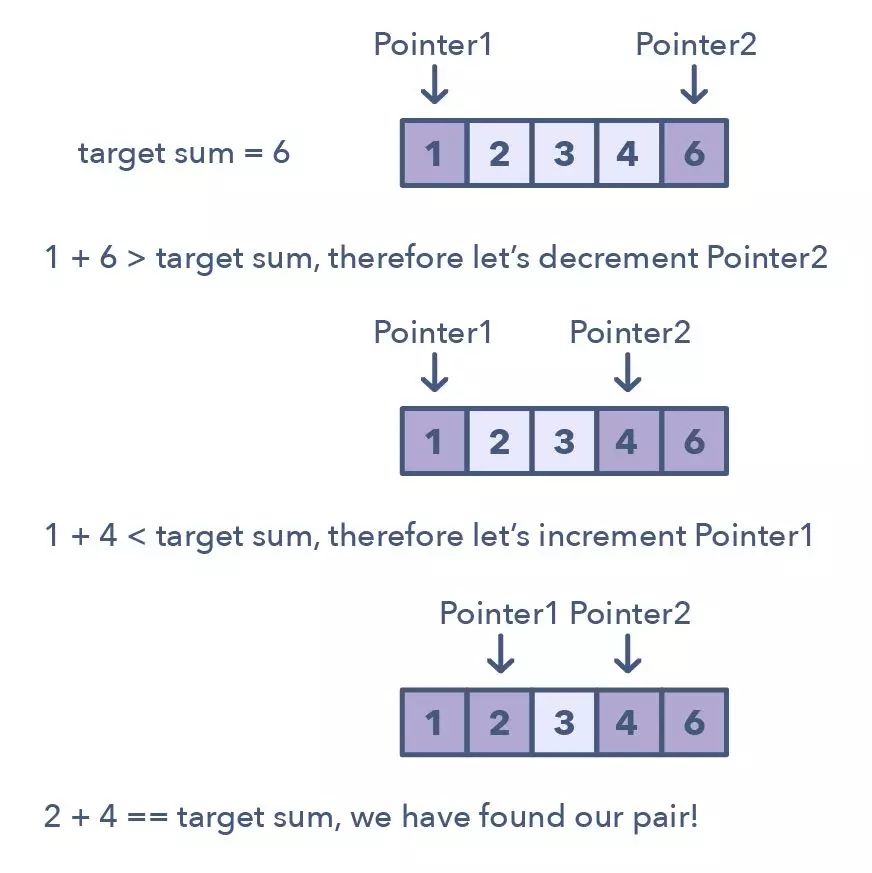 Pointer1 Pointer2
target sum = 6 1 2 3 4 6
1 + 6 > target sum, therefore let’s decrement Pointer2
Pointer1 Pointer2
1 2 3 4 6
1 + 4 < target sum, therefore let’s increment Pointer1
Pointer1 Pointer2
1 2 3 4 6
2 + 4 == target sum, we have found our pair!